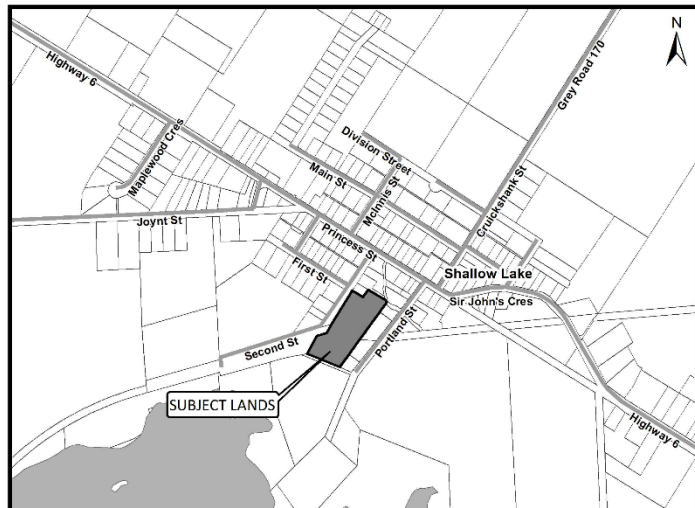 N
Highway 6
Grey Road 170
Maplewood Cres
Division Street
Main St
McInnis St
Cruickshank St
Joynt St
Princess St
First St
Shallow Lake
Sir John's Cres
Second St
Portland St
SUBJECT LANDS
Highway 6